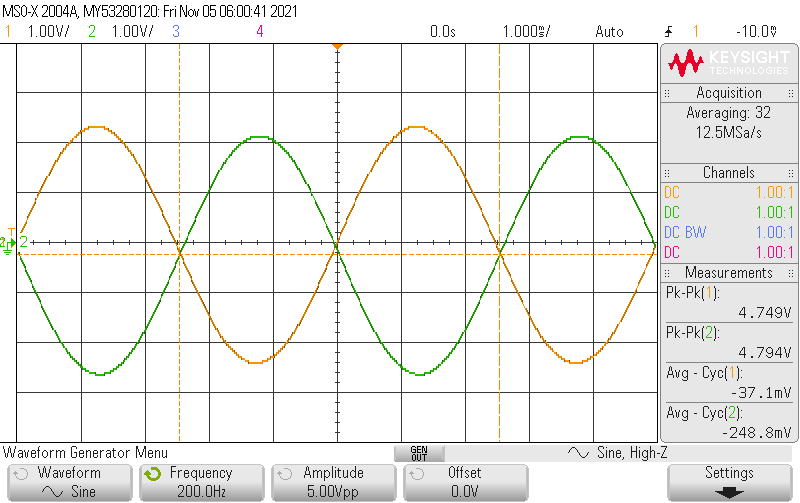 MSO-X 2004A, MY53280120: Fri Nov 05 06:00:41 2021
1 1.00V/ 2 1.00V/ 3 4 0.0s 1.000ms/ Auto 1 -10.0mV
KEYSIGHT
TECHNOLOGIES
Acquisition
Averaging: 32
12.5MSa/s
Channels
DC 1.00:1
DC 1.00:1
DC BW 1.00:1
DC 1.00:1
Measurements
Pk-Pk(1):
4.749V
Pk-Pk(2):
4.794V
Avg - Cyc(1):
-37.1mV
Avg - Cyc(2):
-248.8mV
T
2 2
Waveform Generator Menu
GEN
OUT
Sine, High-Z
Waveform
Sine
Frequency
200.0Hz
Amplitude
5.00Vpp
Offset
0.0V
Settings